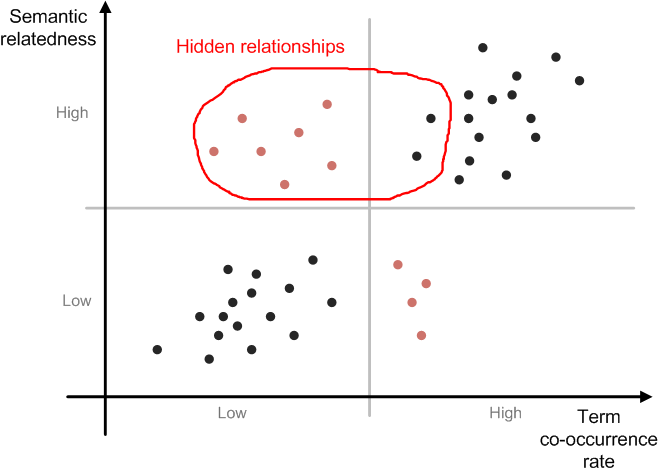 Semantic
relatedness
Hidden relationships
High
Low
Low
High
Term
co-occurrence
rate